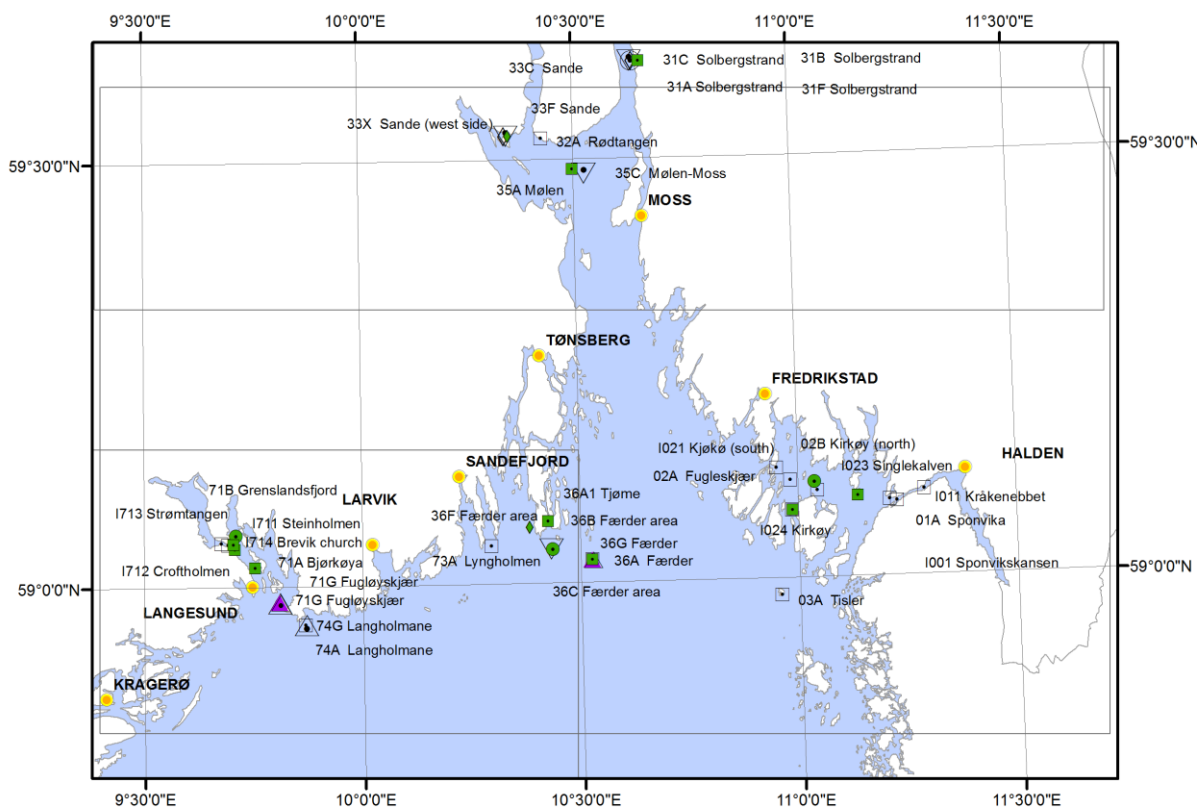 9°30'0"E
10°0'0"E
10°30'0"E
11°0'0"E
11°30'0"E
33C Sande
31C Solbergstrand
31B Solbergstrand
31A Solbergstrand
31F Solbergstrand
33F Sande
33X Sande (west side)
32A Rødtangen
59°30'0"N
59°30'0"N
35C Mølen-Moss
35A Mølen
MOSS
TØNSBERG
FREDRIKSTAD
I021 Kjøkø (south)
02B Kirkøy (north)
HALDEN
SANDEFJORD
I023 Singlekalven
02A Fugleskjær
71B Grenslandsfjord
LARVIK
36A1 Tjøme
I011 Kråkenebbet
I713 Strømtangen
I711 Steinholmen
36F Færder area
36B Færder area
01A Sponvika
I024 Kirkøy
I714 Brevik church
36G Færder
71A Bjørkøya
73A Lyngholmen
36A Færder
I001 Sponvikskansen
59°0'0"N
I712 Croftholmen
71G Fugløyskjær
59°0'0"N
36C Færder area
71G Fugløyskjær
03A Tisler
LANGESUND
74G Langholmane
74A Langholmane
KRAGERØ
9°30'0"E
10°0'0"E
10°30'0"E
11°0'0"E
11°30'0"E